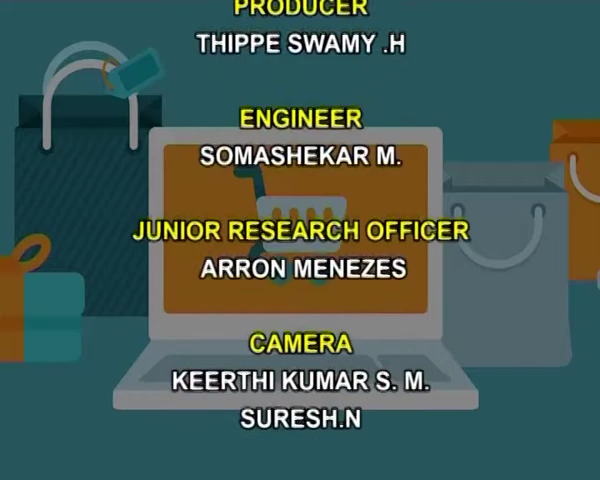 PRODUCER
THIPPE SWAMY .H
ENGINEER
SOMASHEKAR M.
JUNIOR RESEARCH OFFICER
ARRON MENEZES
CAMERA
KEERTHI KUMAR S. M.
SURESH.N